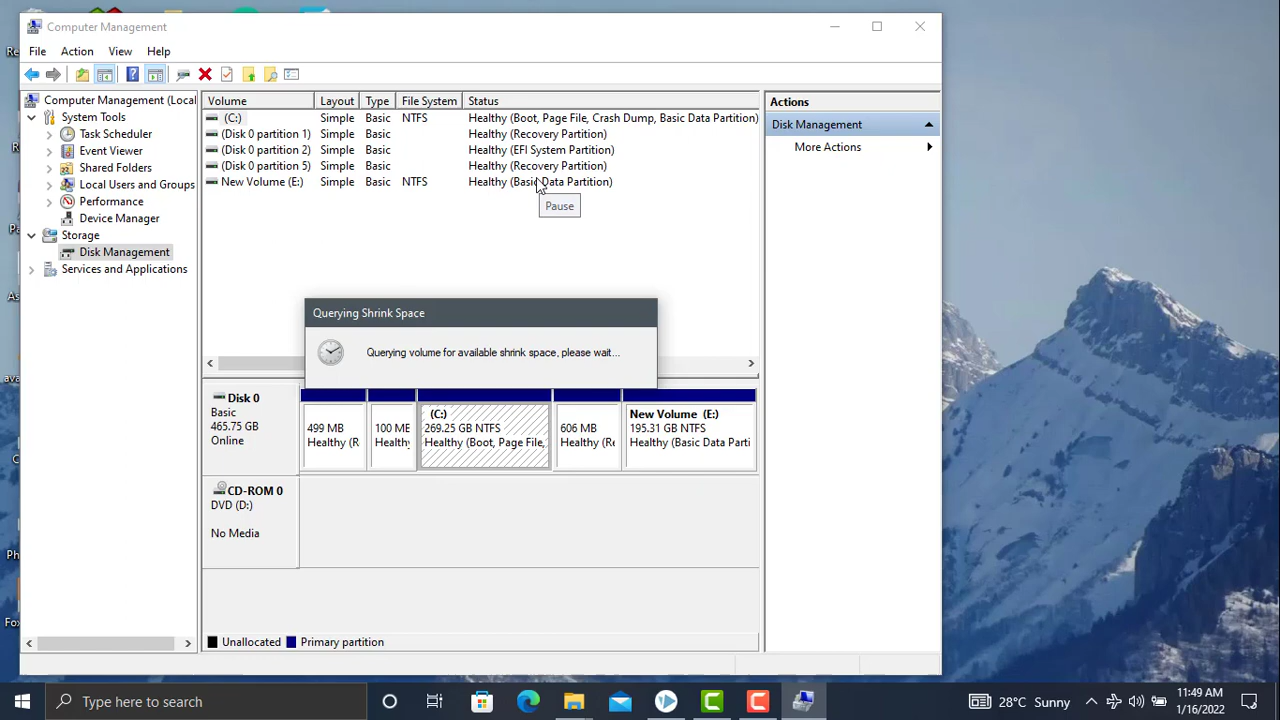 Computer Management
File Action View Help
Computer Management (Local
System Tools
Task Scheduler
Event Viewer
Shared Folders
Local Users and Groups
Performance
Device Manager
Storage
Disk Management
Services and Applications
Volume Layout Type File System Status
(C:) Simple Basic NTFS Healthy (Boot, Page File, Crash Dump, Basic Data Partition)
(Disk 0 partition 1) Simple Basic Healthy (Recovery Partition)
(Disk 0 partition 2) Simple Basic Healthy (EFI System Partition)
(Disk 0 partition 5) Simple Basic Healthy (Recovery Partition)
New Volume (E:) Simple Basic NTFS Healthy (Basic Data Partition)
Pause
Querying Shrink Space
Querying volume for available shrink space, please wait...
Disk 0
Basic
465.75 GB
Online
499 MB
Healthy (R
100 ME
Healthy
(C:)
269.25 GB NTFS
Healthy (Boot, Page File,
606 MB
Healthy (Re
New Volume (E:)
195.31 GB NTFS
Healthy (Basic Data Parti
CD-ROM 0
DVD (D:)
No Media
Unallocated Primary partition
Actions
Disk Management
More Actions
Type here to search
28°C Sunny
11:49 AM
1/16/2022